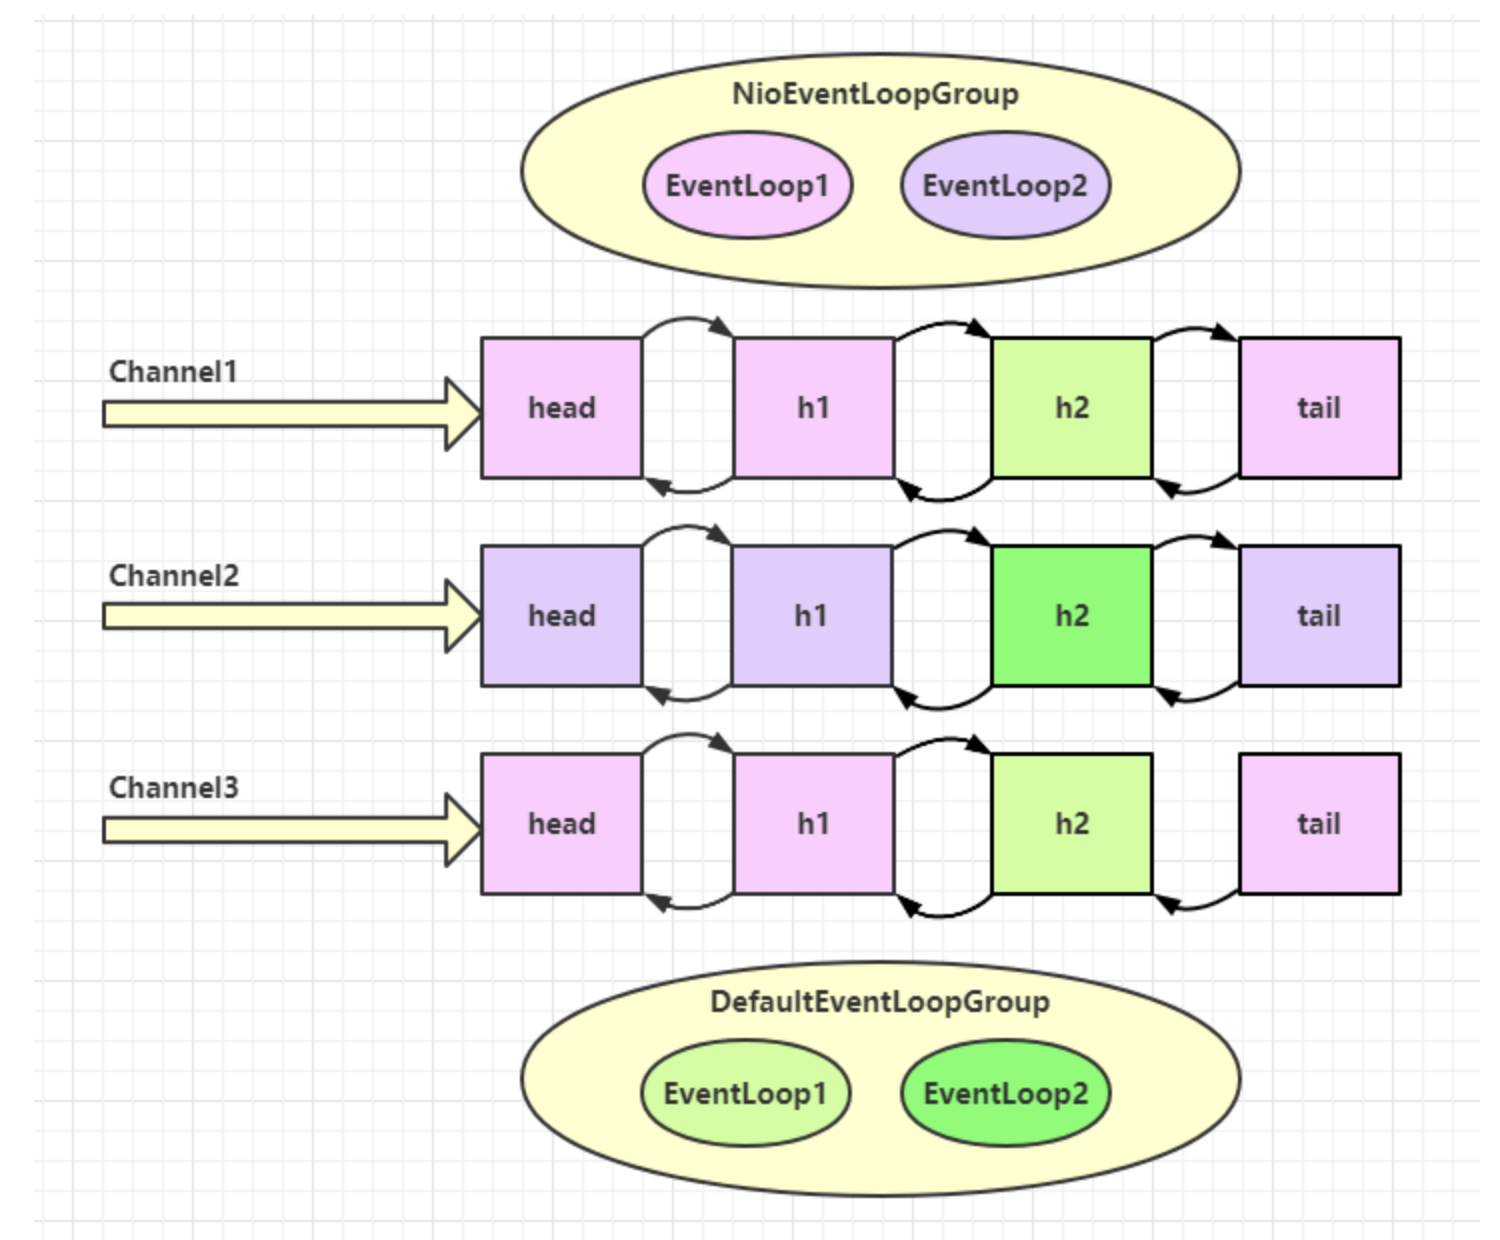 NioEventLoopGroup
EventLoop1 EventLoop2
Channel1
head h1 h2 tail
Channel2
head h1 h2 tail
Channel3
head h1 h2 tail
DefaultEventLoopGroup
EventLoop1 EventLoop2